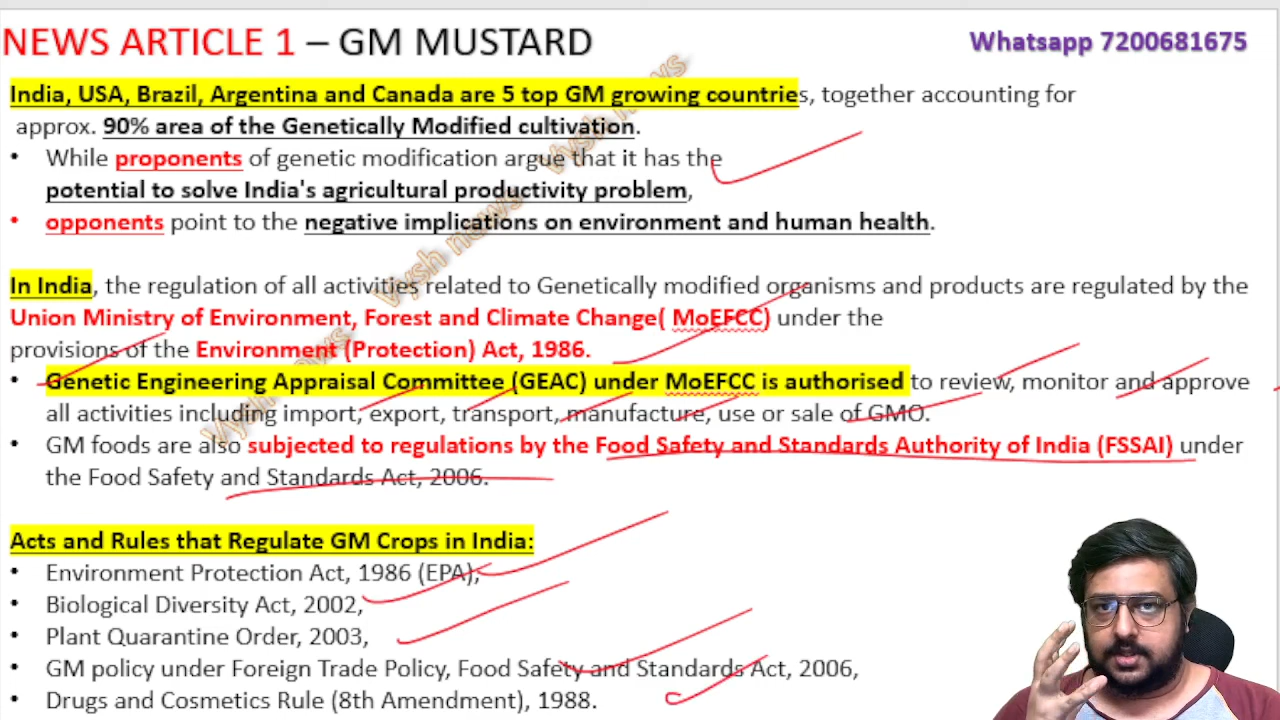 NEWS ARTICLE 1 – GM MUSTARD
Whatsapp 7200681675
India, USA, Brazil, Argentina and Canada are 5 top GM growing countries, together accounting for
approx. 90% area of the Genetically Modified cultivation.
• While proponents of genetic modification argue that it has the
potential to solve India's agricultural productivity problem,
• opponents point to the negative implications on environment and human health.
In India, the regulation of all activities related to Genetically modified organisms and products are regulated by the
Union Ministry of Environment, Forest and Climate Change( MoEFCC) under the
provisions of the Environment (Protection) Act, 1986.
• Genetic Engineering Appraisal Committee (GEAC) under MoEFCC is authorised to review, monitor and approve
all activities including import, export, transport, manufacture, use or sale of GMO.
• GM foods are also subjected to regulations by the Food Safety and Standards Authority of India (FSSAI) under
the Food Safety and Standards Act, 2006.
Acts and Rules that Regulate GM Crops in India:
• Environment Protection Act, 1986 (EPA),
• Biological Diversity Act, 2002,
• Plant Quarantine Order, 2003,
• GM policy under Foreign Trade Policy, Food Safety and Standards Act, 2006,
• Drugs and Cosmetics Rule (8th Amendment), 1988.
Vysh news
Vysh news
Vysh news